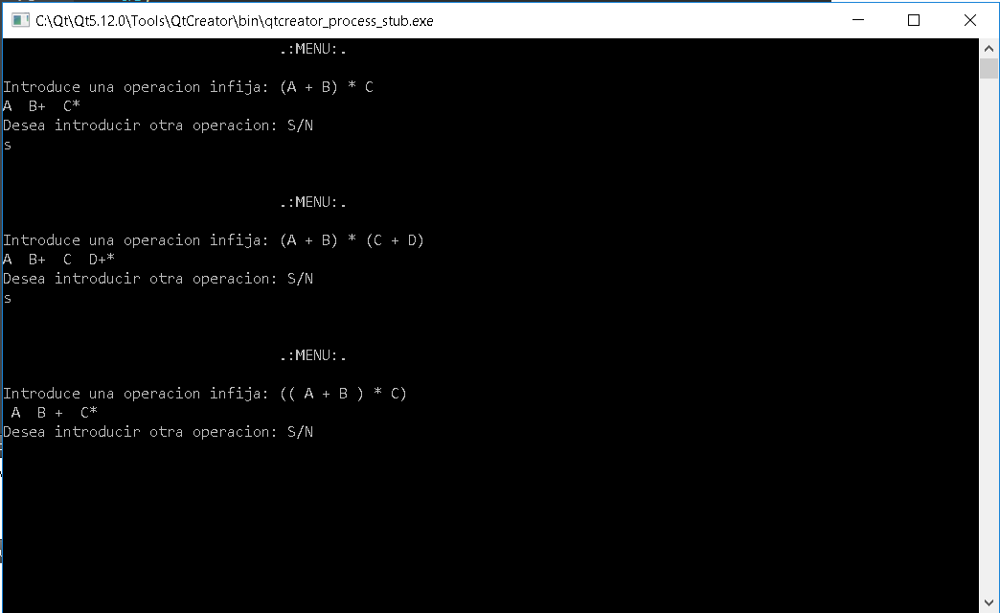 C:\Qt\Qt5.12.0\Tools\QtCreator\bin\qtcreator_process_stub.exe
.:MENU:.
Introduce una operacion infija: (A + B) * C
A  B+  C*
Desea introducir otra operacion: S/N
s
.:MENU:.
Introduce una operacion infija: (A + B) * (C + D)
A  B+  C  D+*
Desea introducir otra operacion: S/N
s
.:MENU:.
Introduce una operacion infija: (( A + B ) * C)
 A  B +  C*
Desea introducir otra operacion: S/N